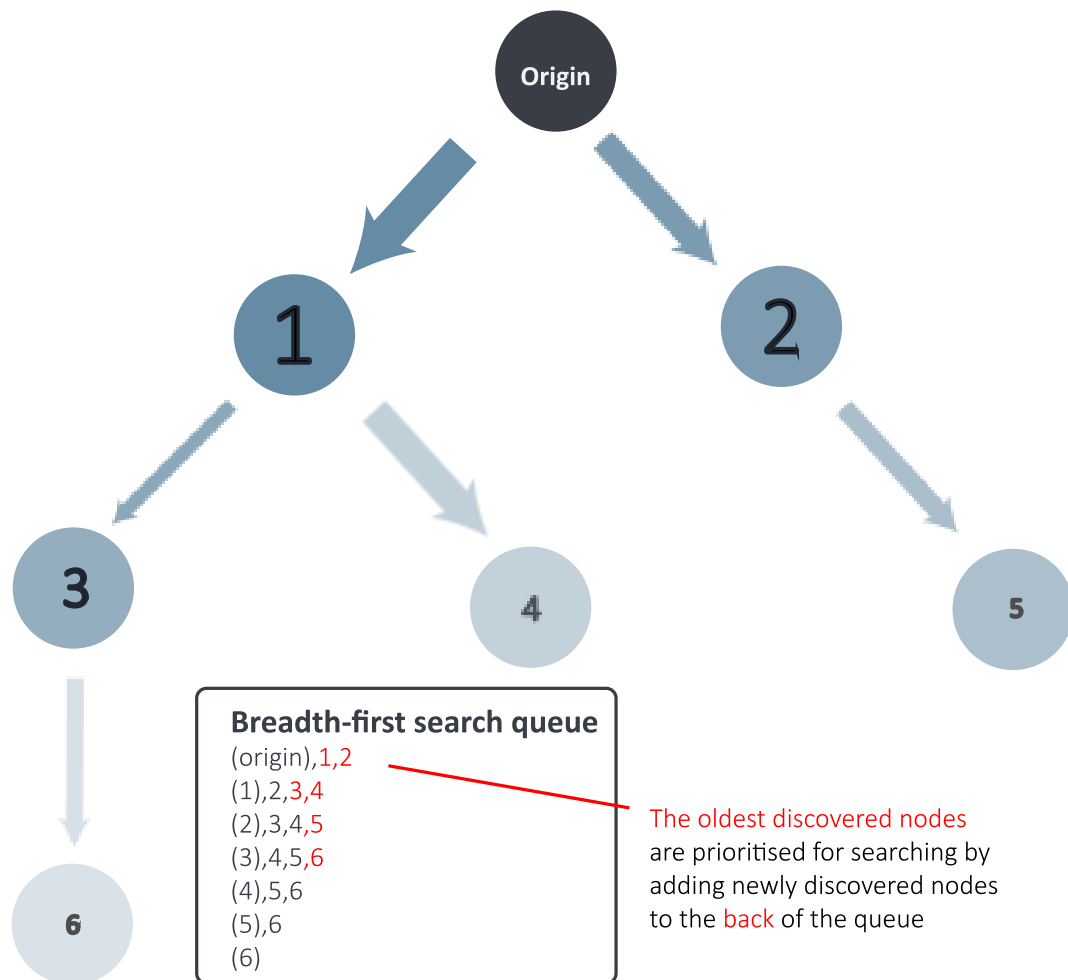 Origin
1
2
3
4
5
6
Breadth-first search queue
(origin),1,2
(1),2,3,4
(2),3,4,5
(3),4,5,6
(4),5,6
(5),6
(6)
The oldest discovered nodes
are prioritised for searching by
adding newly discovered nodes
to the back of the queue